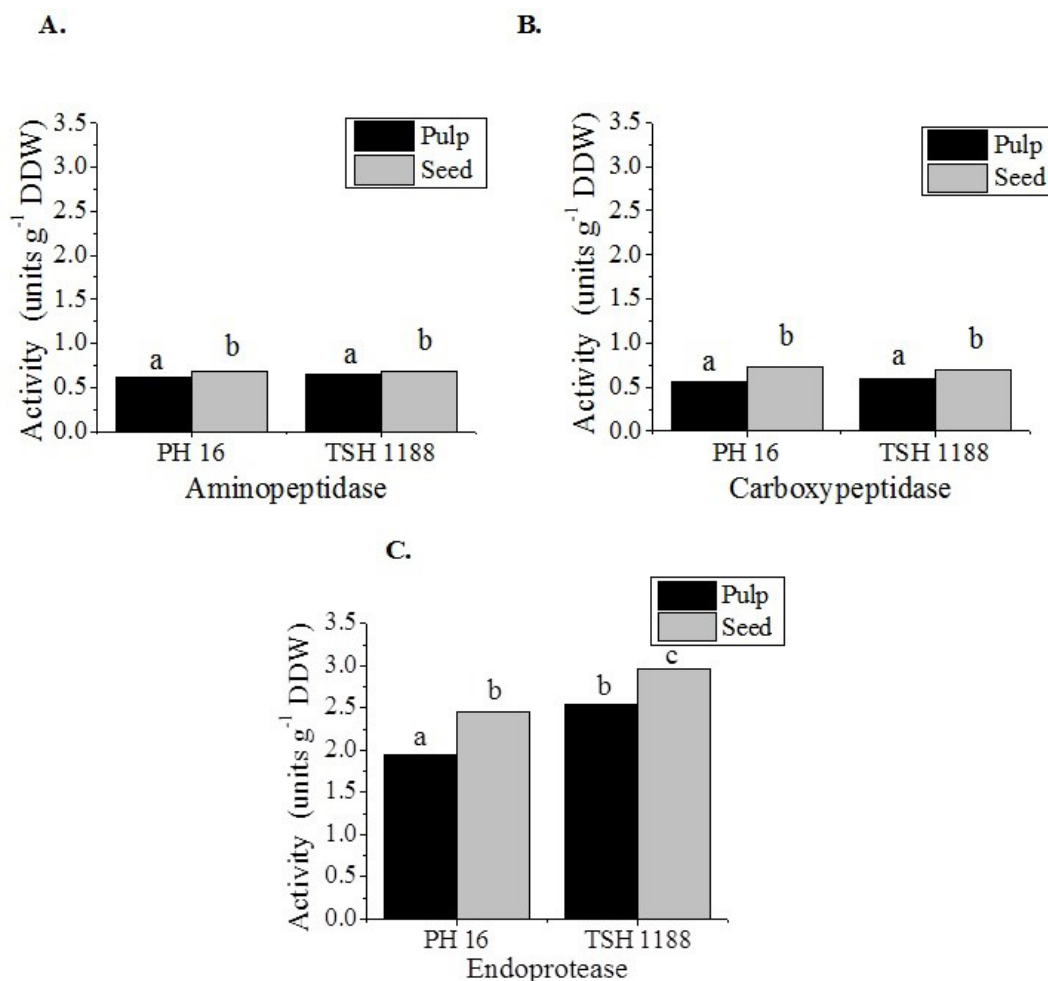 A.
Activity (units g⁻¹ DDW)
3.5
3.0
2.5
2.0
1.5
1.0
0.5
0.0
Pulp
Seed
a
b
a
b
PH 16
TSH 1188
Aminopeptidase
B.
Activity (units g⁻¹ DDW)
3.5
3.0
2.5
2.0
1.5
1.0
0.5
0.0
Pulp
Seed
a
b
a
b
PH 16
TSH 1188
Carboxypeptidase
C.
Activity (units g⁻¹ DDW)
3.5
3.0
2.5
2.0
1.5
1.0
0.5
0.0
Pulp
Seed
a
b
b
c
PH 16
TSH 1188
Endoprotease